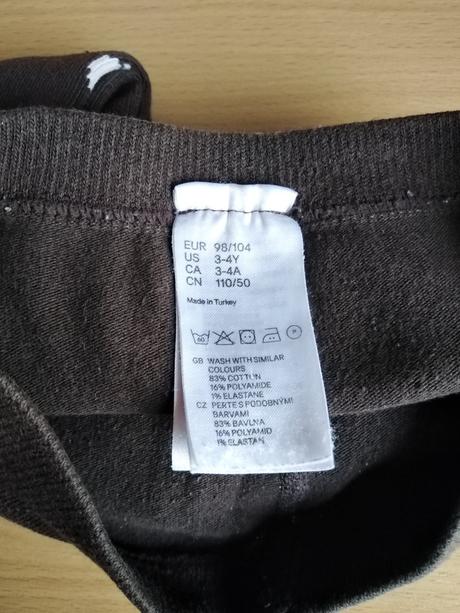 EUR 98/104
US 3-4Y
CA 3-4A
CN 110/50
Made in Turkey
60
P
GB WASH WITH SIMILAR
COLOURS
83% COTTON
16% POLYAMIDE
1% ELASTANE
CZ PERTE S PODOBNÝMI
BARVAMI
83% BAVLNA
16% POLYAMID
1% ELASTAN